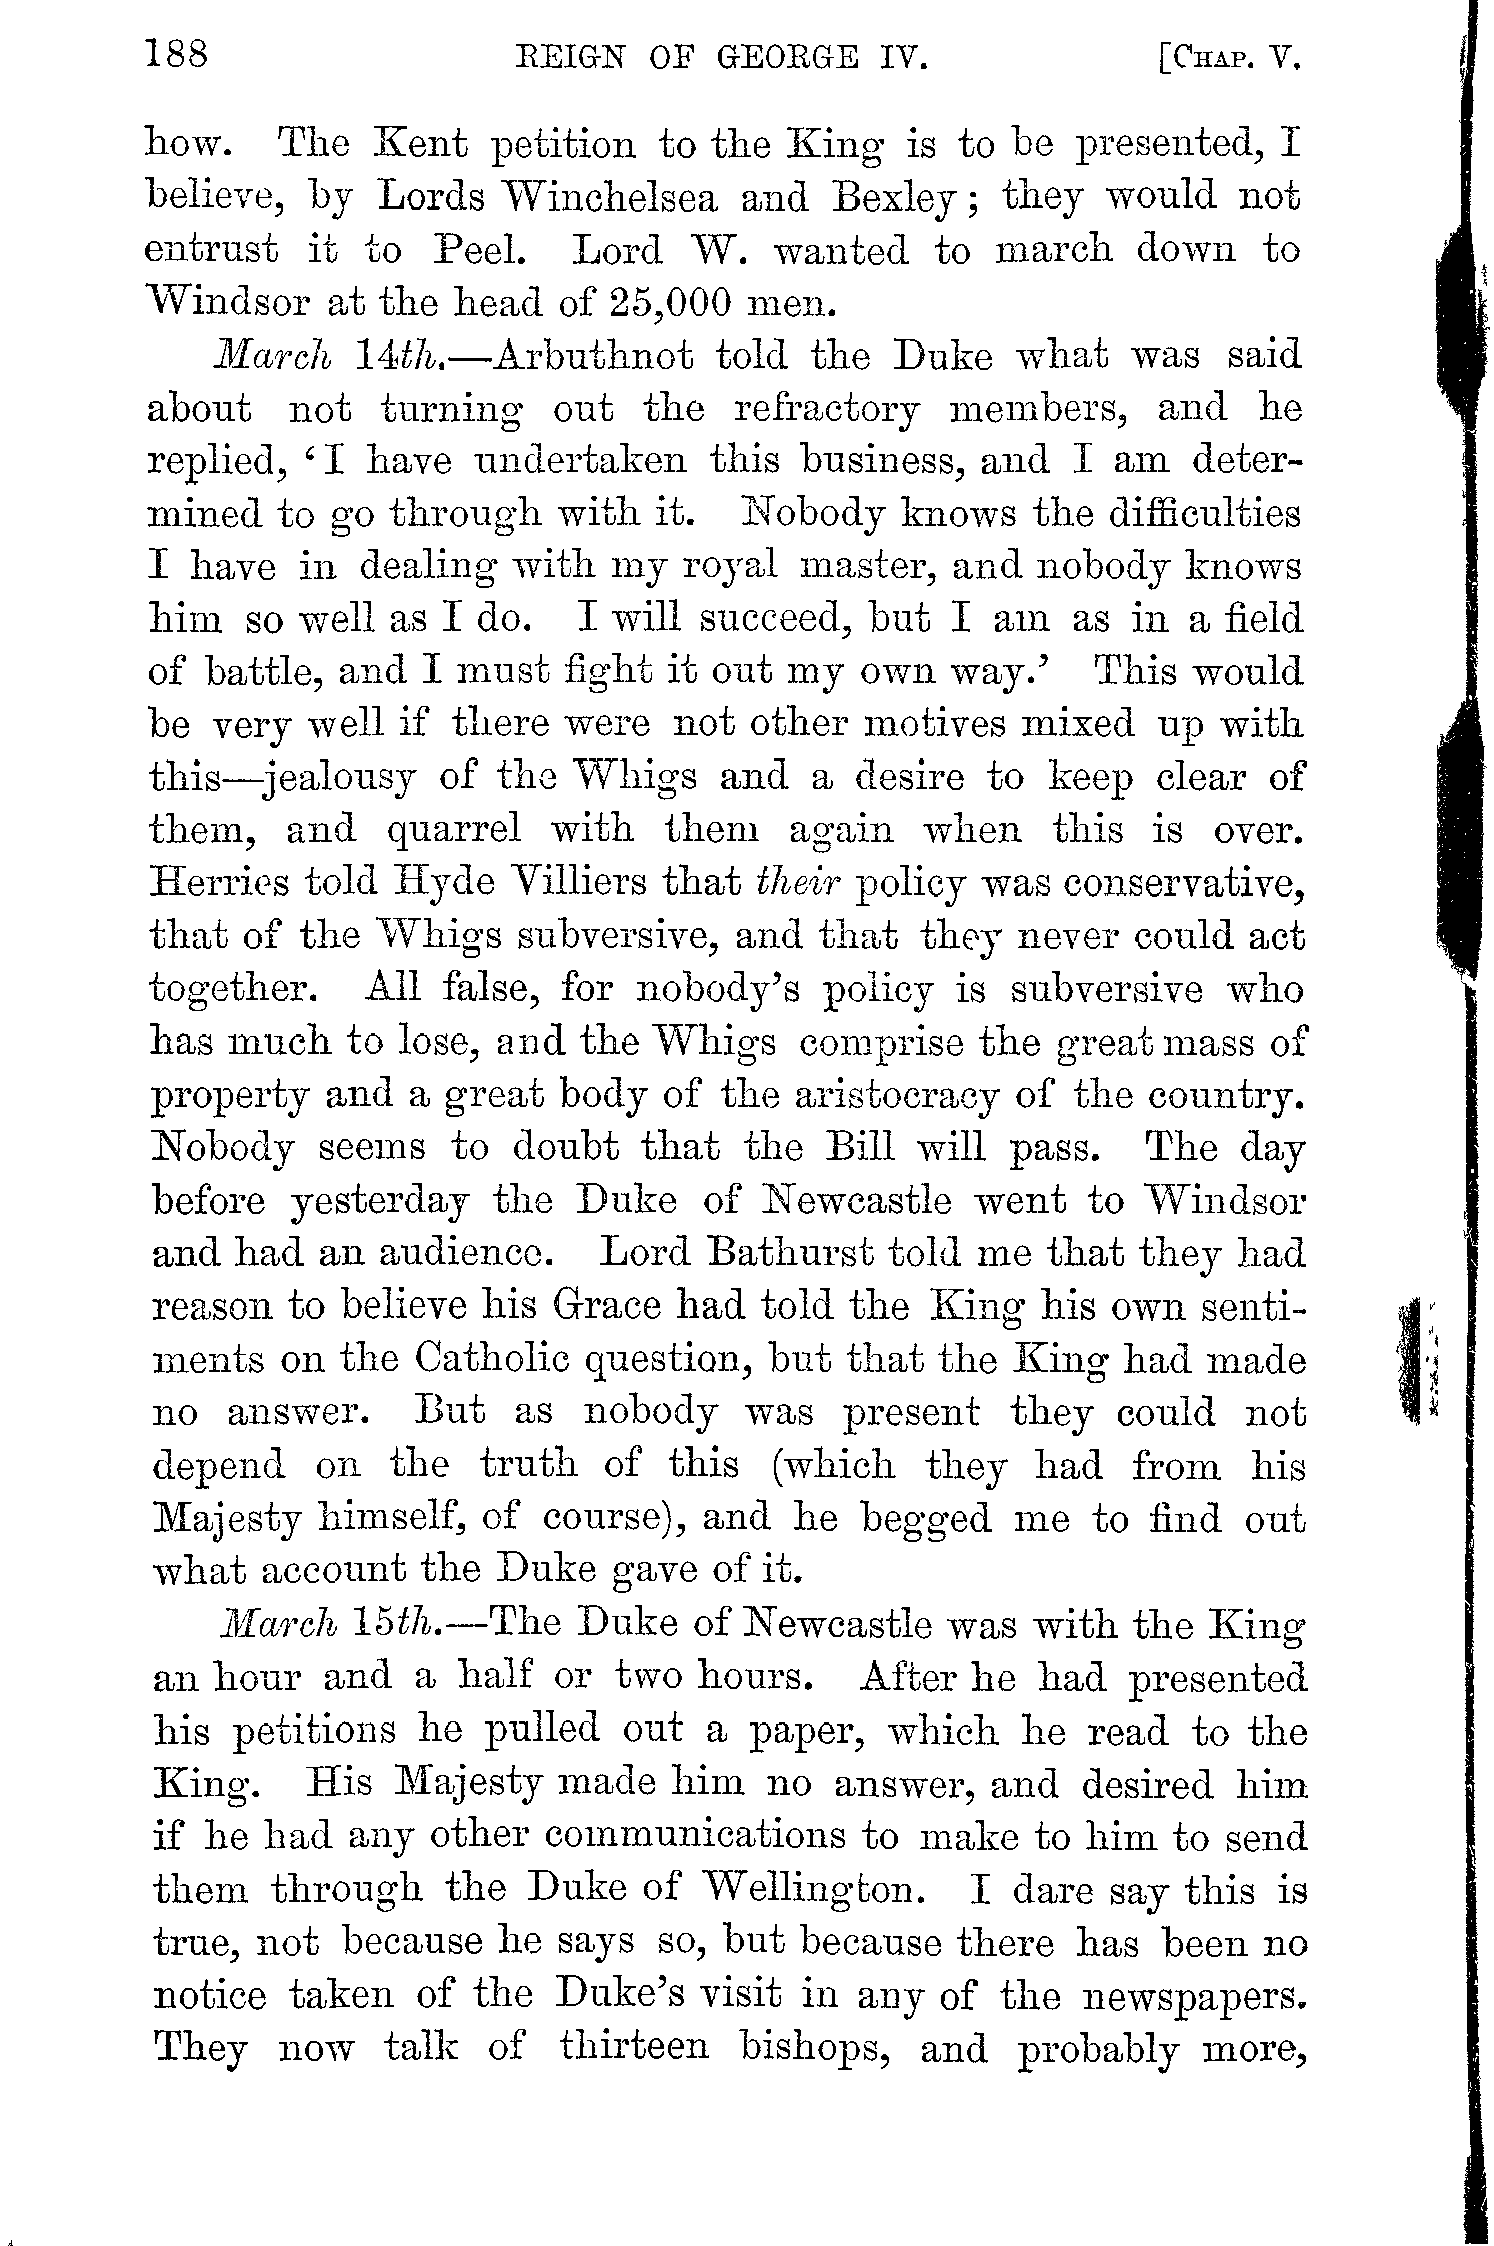 188 REIGN OF GEORGE IV. [CHAP. V.
how. The Kent petition to the King is to be presented, I
believe, by Lords Winchelsea and Bexley; they would not
entrust it to Peel. Lord W. wanted to march down to
Windsor at the head of 25,000 men.
March 14th.—Arbuthnot told the Duke what was said
about not turning out the refractory members, and he
replied, ‘I have undertaken this business, and I am deter-
mined to go through with it. Nobody knows the difficulties
I have in dealing with my royal master, and nobody knows
him so well as I do. I will succeed, but I am as in a field
of battle, and I must fight it out my own way.’ This would
be very well if there were not other motives mixed up with
this—jealousy of the Whigs and a desire to keep clear of
them, and quarrel with them again when this is over.
Herries told Hyde Villiers that their policy was conservative,
that of the Whigs subversive, and that they never could act
together. All false, for nobody’s policy is subversive who
has much to lose, and the Whigs comprise the great mass of
property and a great body of the aristocracy of the country.
Nobody seems to doubt that the Bill will pass. The day
before yesterday the Duke of Newcastle went to Windsor
and had an audience. Lord Bathurst told me that they had
reason to believe his Grace had told the King his own senti-
ments on the Catholic question, but that the King had made
no answer. But as nobody was present they could not
depend on the truth of this (which they had from his
Majesty himself, of course), and he begged me to find out
what account the Duke gave of it.
March 15th.—The Duke of Newcastle was with the King
an hour and a half or two hours. After he had presented
his petitions he pulled out a paper, which he read to the
King. His Majesty made him no answer, and desired him
if he had any other communications to make to him to send
them through the Duke of Wellington. I dare say this is
true, not because he says so, but because there has been no
notice taken of the Duke’s visit in any of the newspapers.
They now talk of thirteen bishops, and probably more,